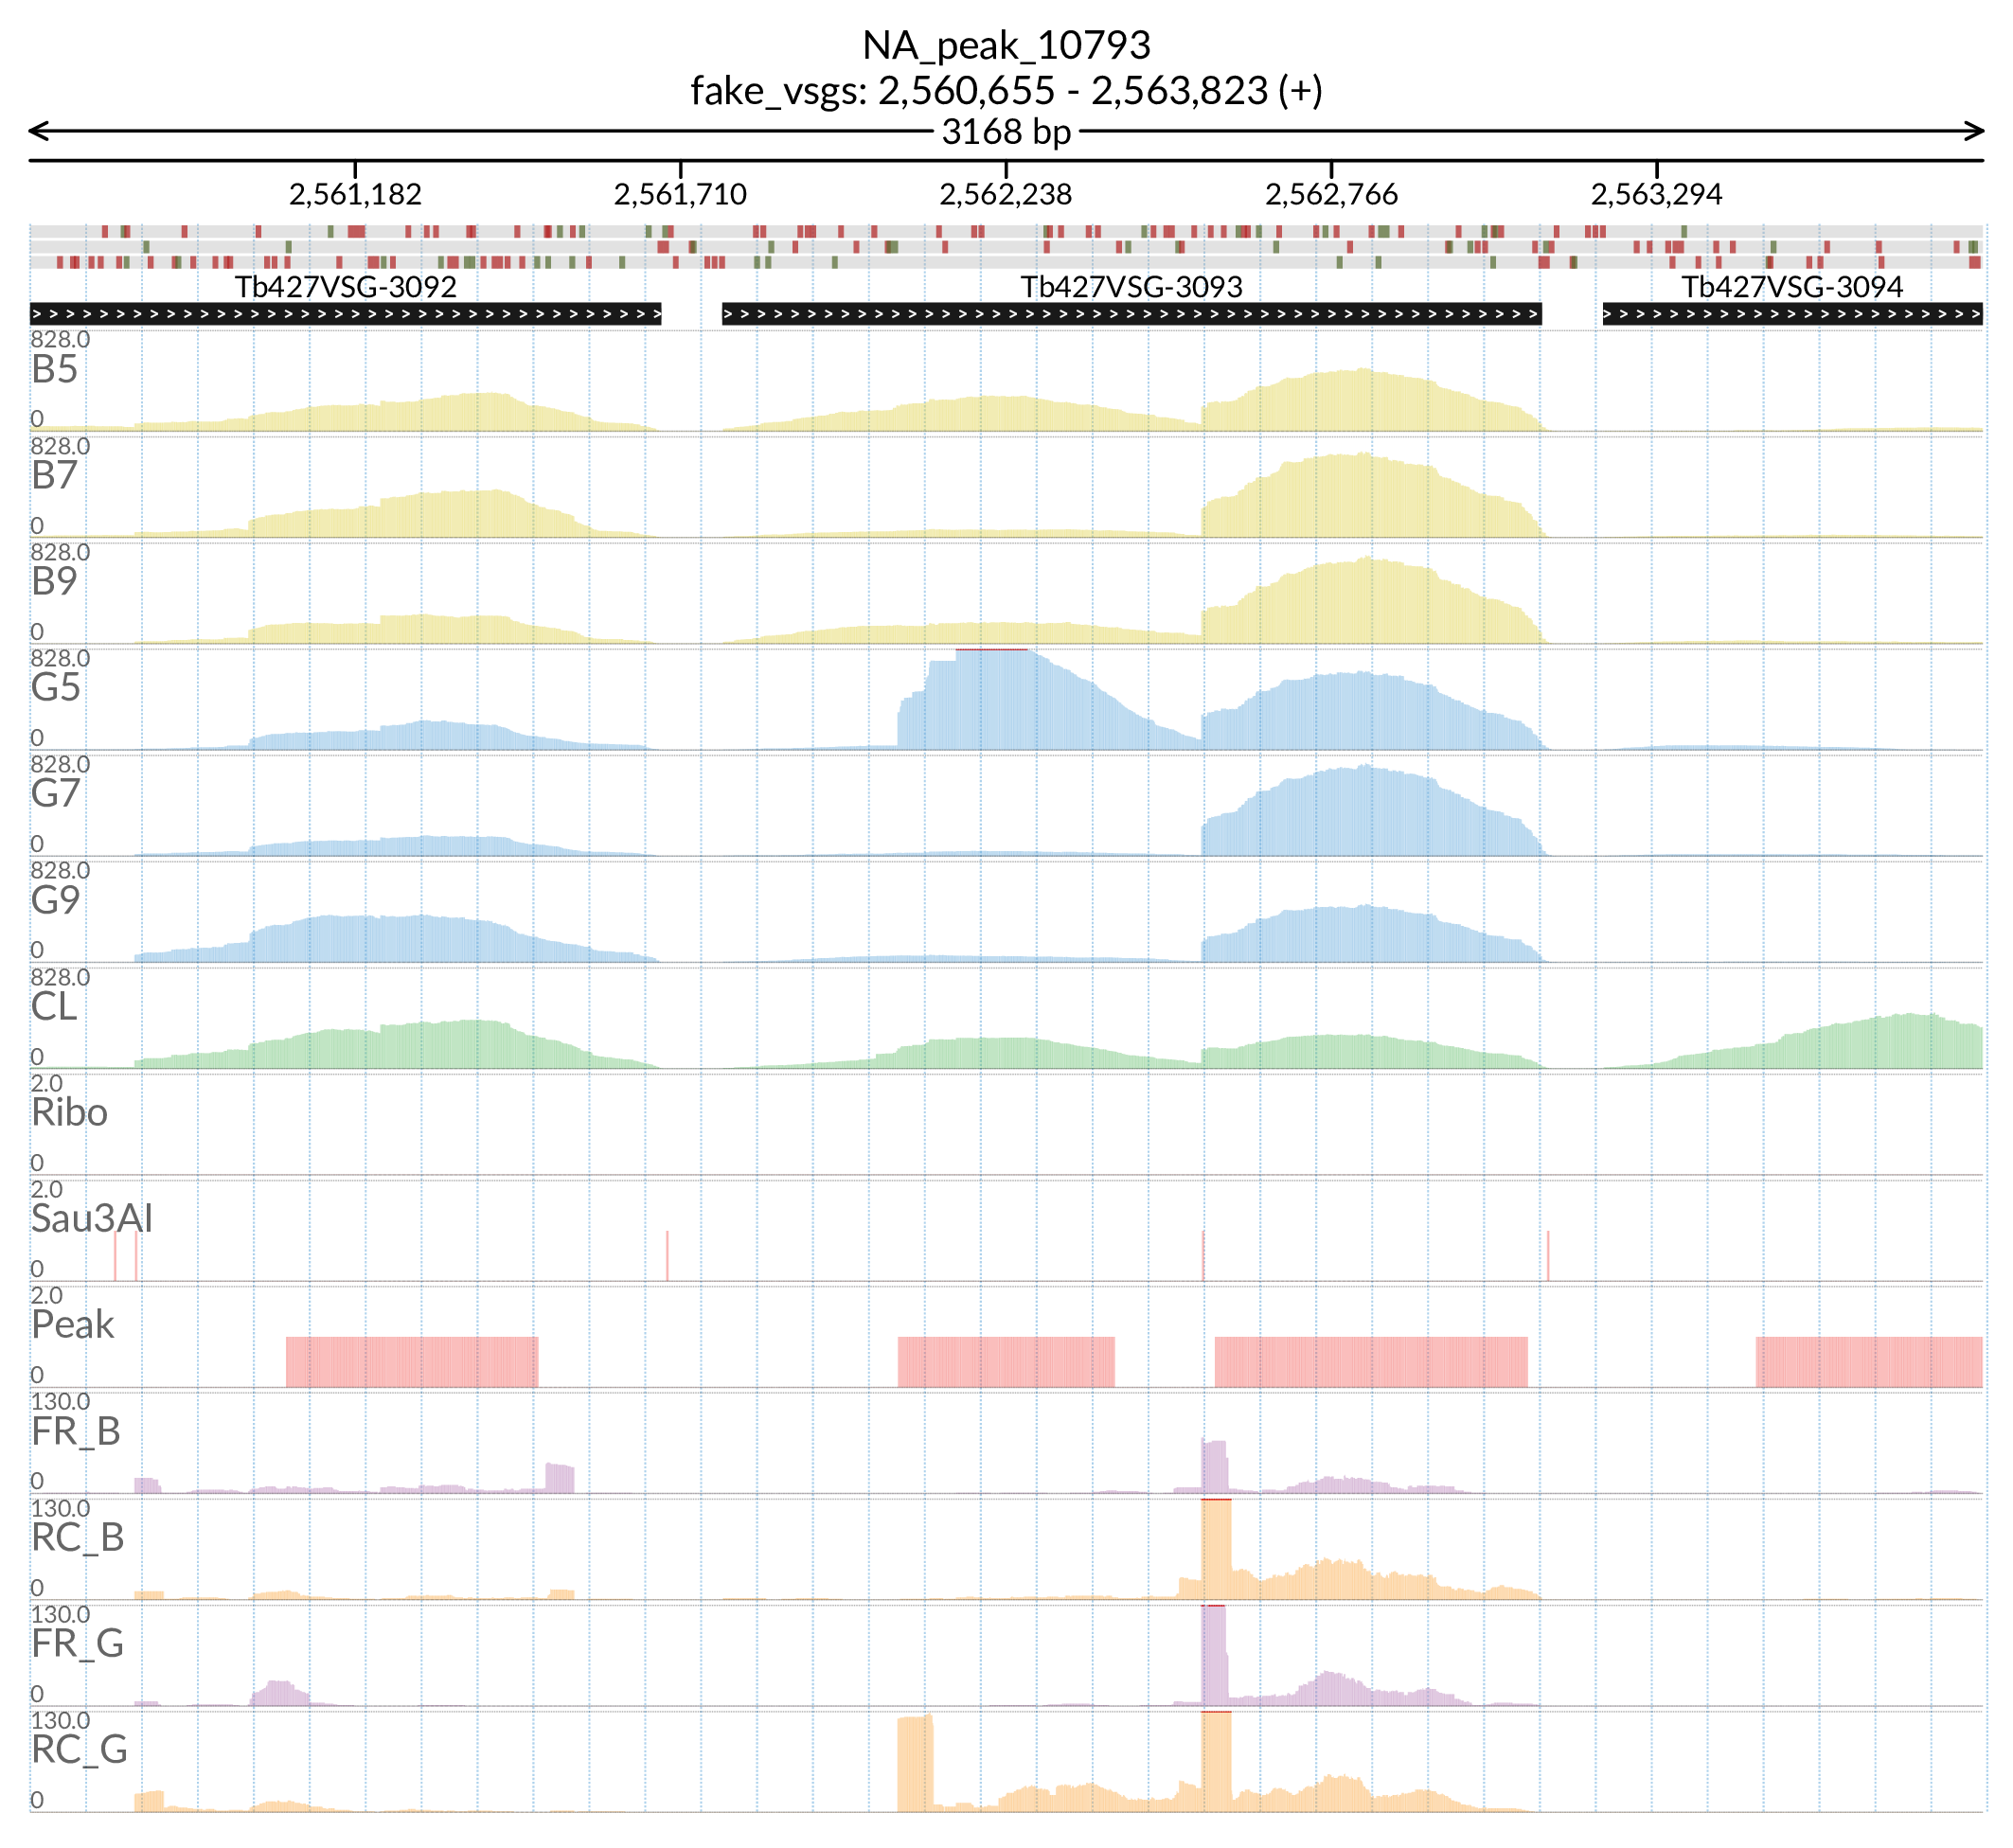 NA_peak_10793
fake_vsgs: 2,560,655 - 2,563,823 (+)
3168 bp
2,561,182 2,561,710 2,562,238 2,562,766 2,563,294
Tb427VSG-3092 Tb427VSG-3093 Tb427VSG-3094
828.0
B5
0
828.0
B7
0
828.0
B9
0
828.0
G5
0
828.0
G7
0
828.0
G9
0
828.0
CL
0
2.0
Ribo
0
2.0
Sau3AI
0
2.0
Peak
0
130.0
FR_B
0
130.0
RC_B
0
130.0
FR_G
0
130.0
RC_G
0